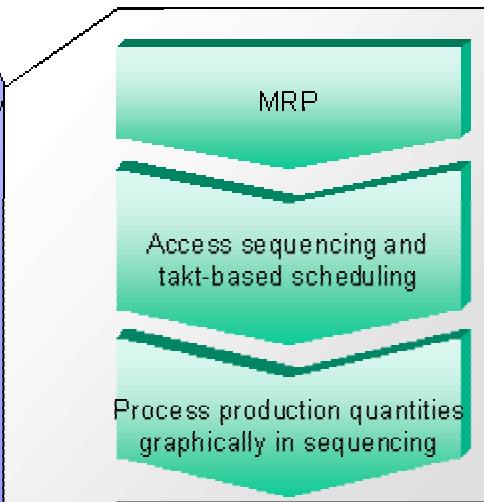 MRP
Access sequencing and
takt-based scheduling
Process production quantities
graphically in sequencing